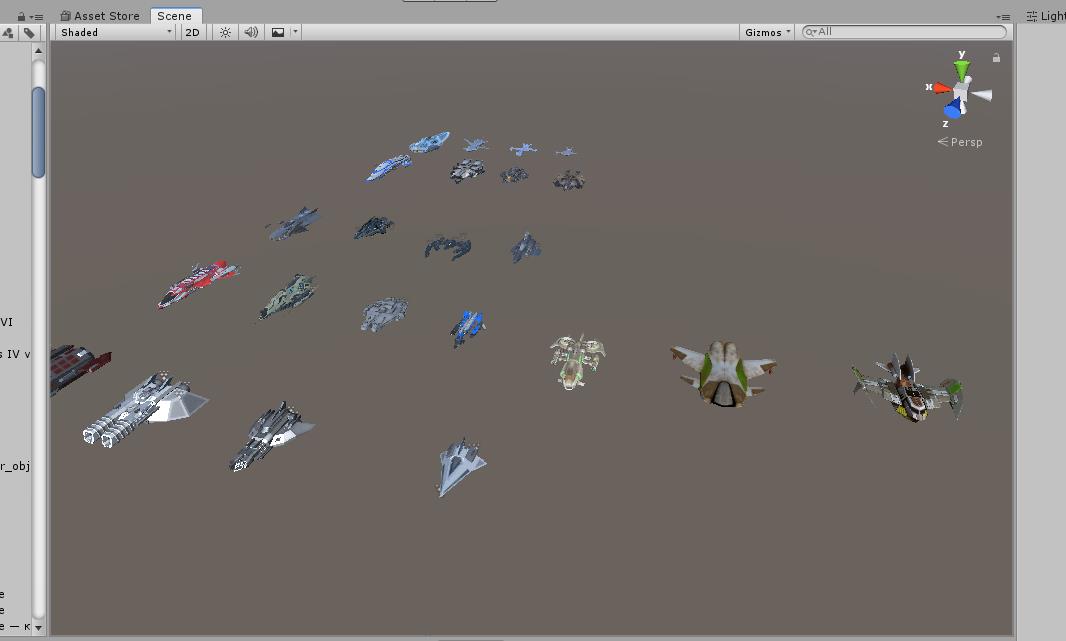 Asset Store
Scene
Light
Shaded
2D
Gizmos
All
y
x
z
Persp
VI
s IV v
r_obj
e
e
e — к